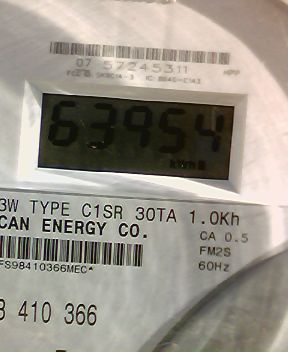 07 57245311
63954
kWh
3W TYPE C1SR 30TA 1.0Kh
CAN ENERGY CO.
CA 0.5
FM2S
60Hz
FS98410366MEC*
3 410 366